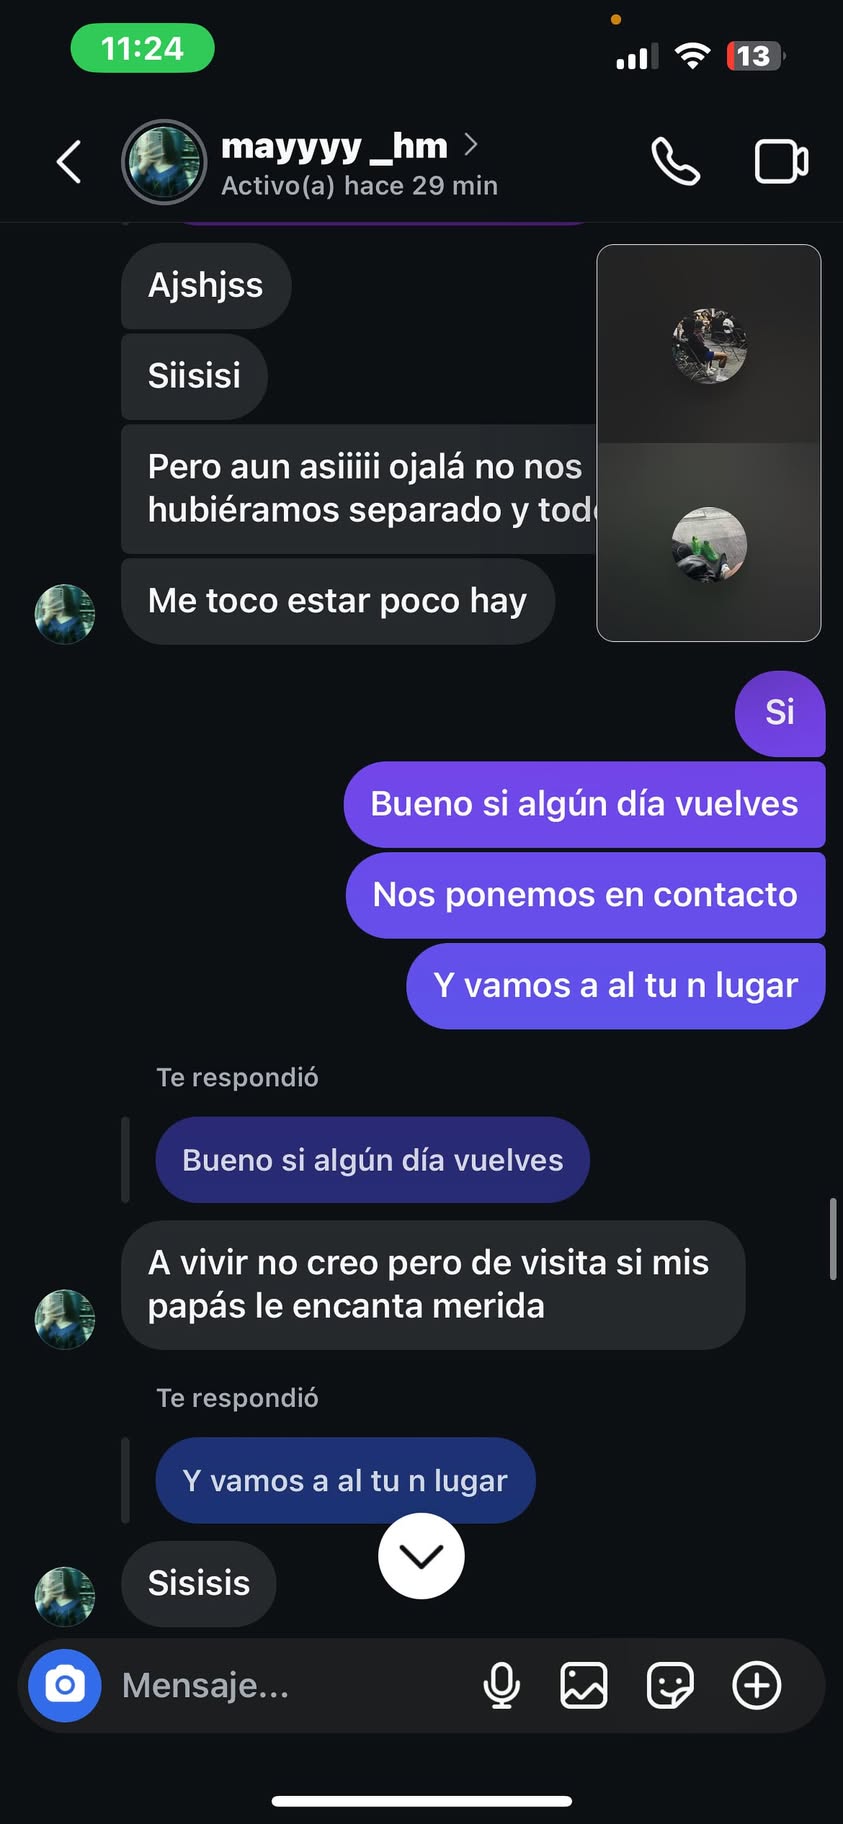 11:24
13
mayyyy _hm
Activo(a) hace 29 min
Ajshjss
Siisisi
Pero aun asiiiii ojalá no nos
hubiéramos separado y
Me toco estar poco hay
Si
Bueno si algún día vuelves
Nos ponemos en contacto
Y vamos a al tu n lugar
Te respondió
Bueno si algún día vuelves
A vivir no creo pero de visita si mis
papás le encanta merida
Te respondió
Y vamos a al tu n lugar
Sisisis
Mensaje...